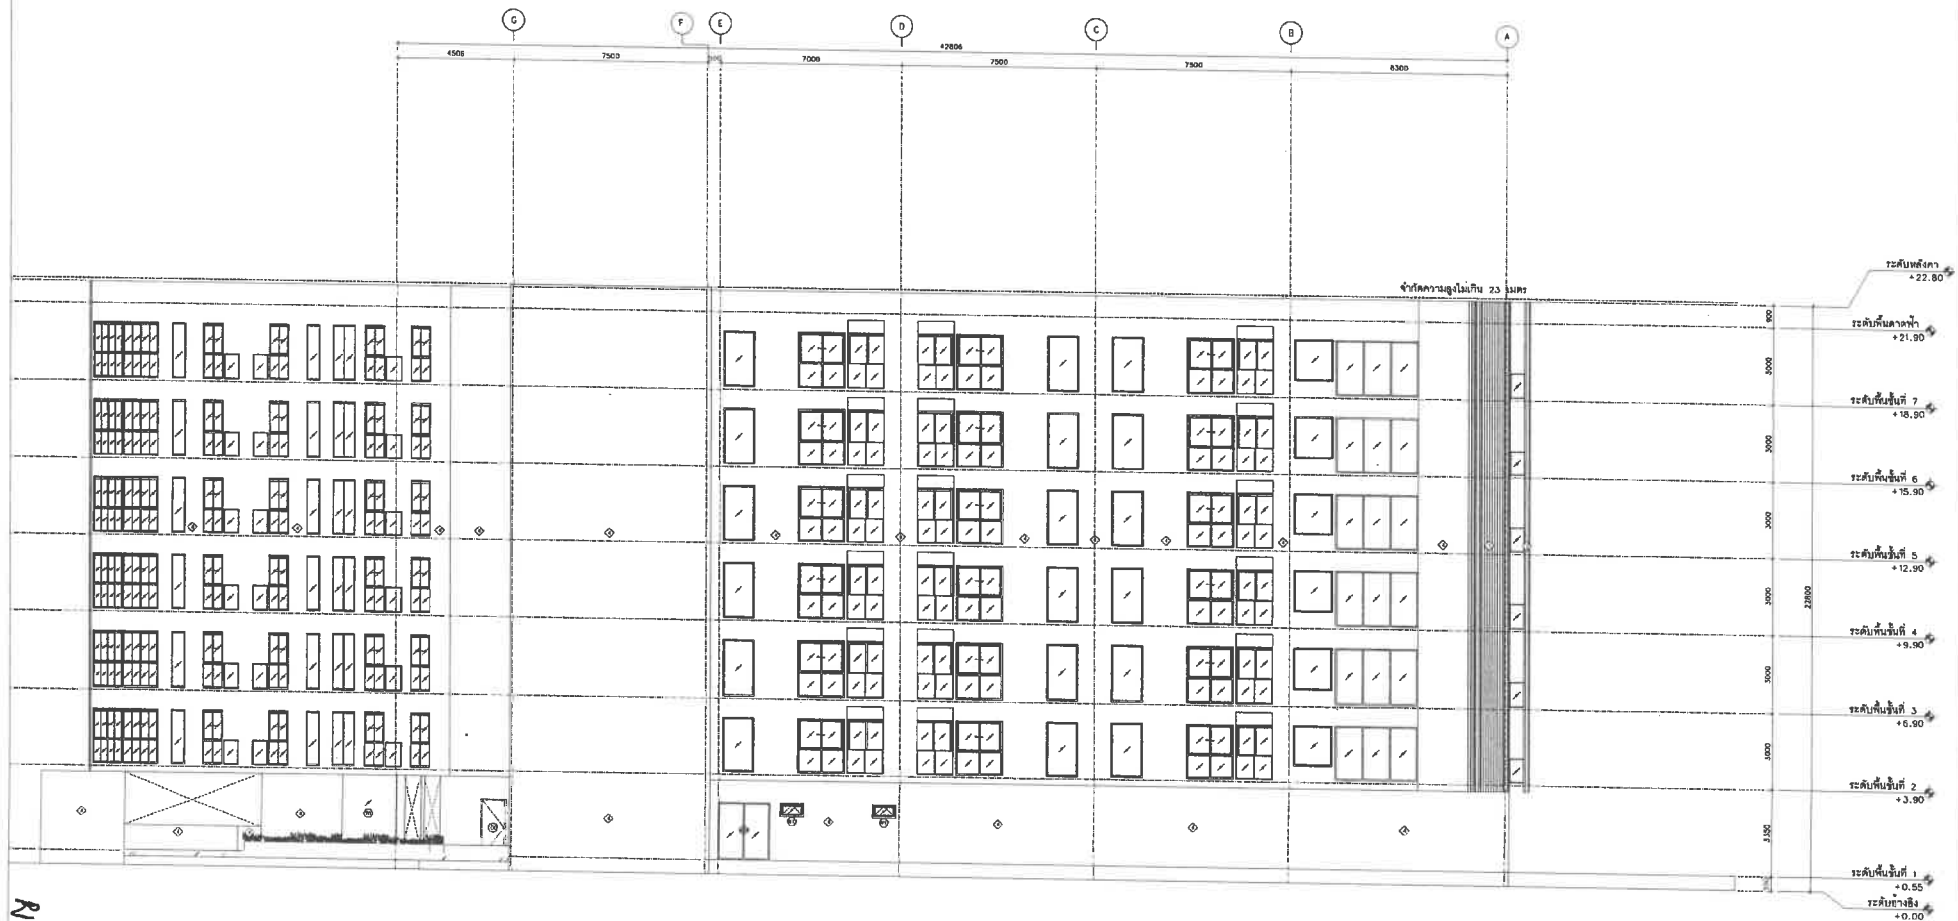 G F E D C B A
42806
4506 7500 7000 7500 7500 8300
ระดับหลังคา
+22.80
จำกัดความสูงไม่เกิน 23 เมตร
900
ระดับพื้นดาดฟ้า
+21.90
3000
ระดับพื้นชั้นที่ 7
+18.90
3000
ระดับพื้นชั้นที่ 6
+15.90
3000
ระดับพื้นชั้นที่ 5
+12.90
3000
22800
ระดับพื้นชั้นที่ 4
+9.90
3000
ระดับพื้นชั้นที่ 3
+6.90
3000
ระดับพื้นชั้นที่ 2
+3.90
3350
ระดับพื้นชั้นที่ 1
+0.55
ระดับอ้างอิง
+0.00